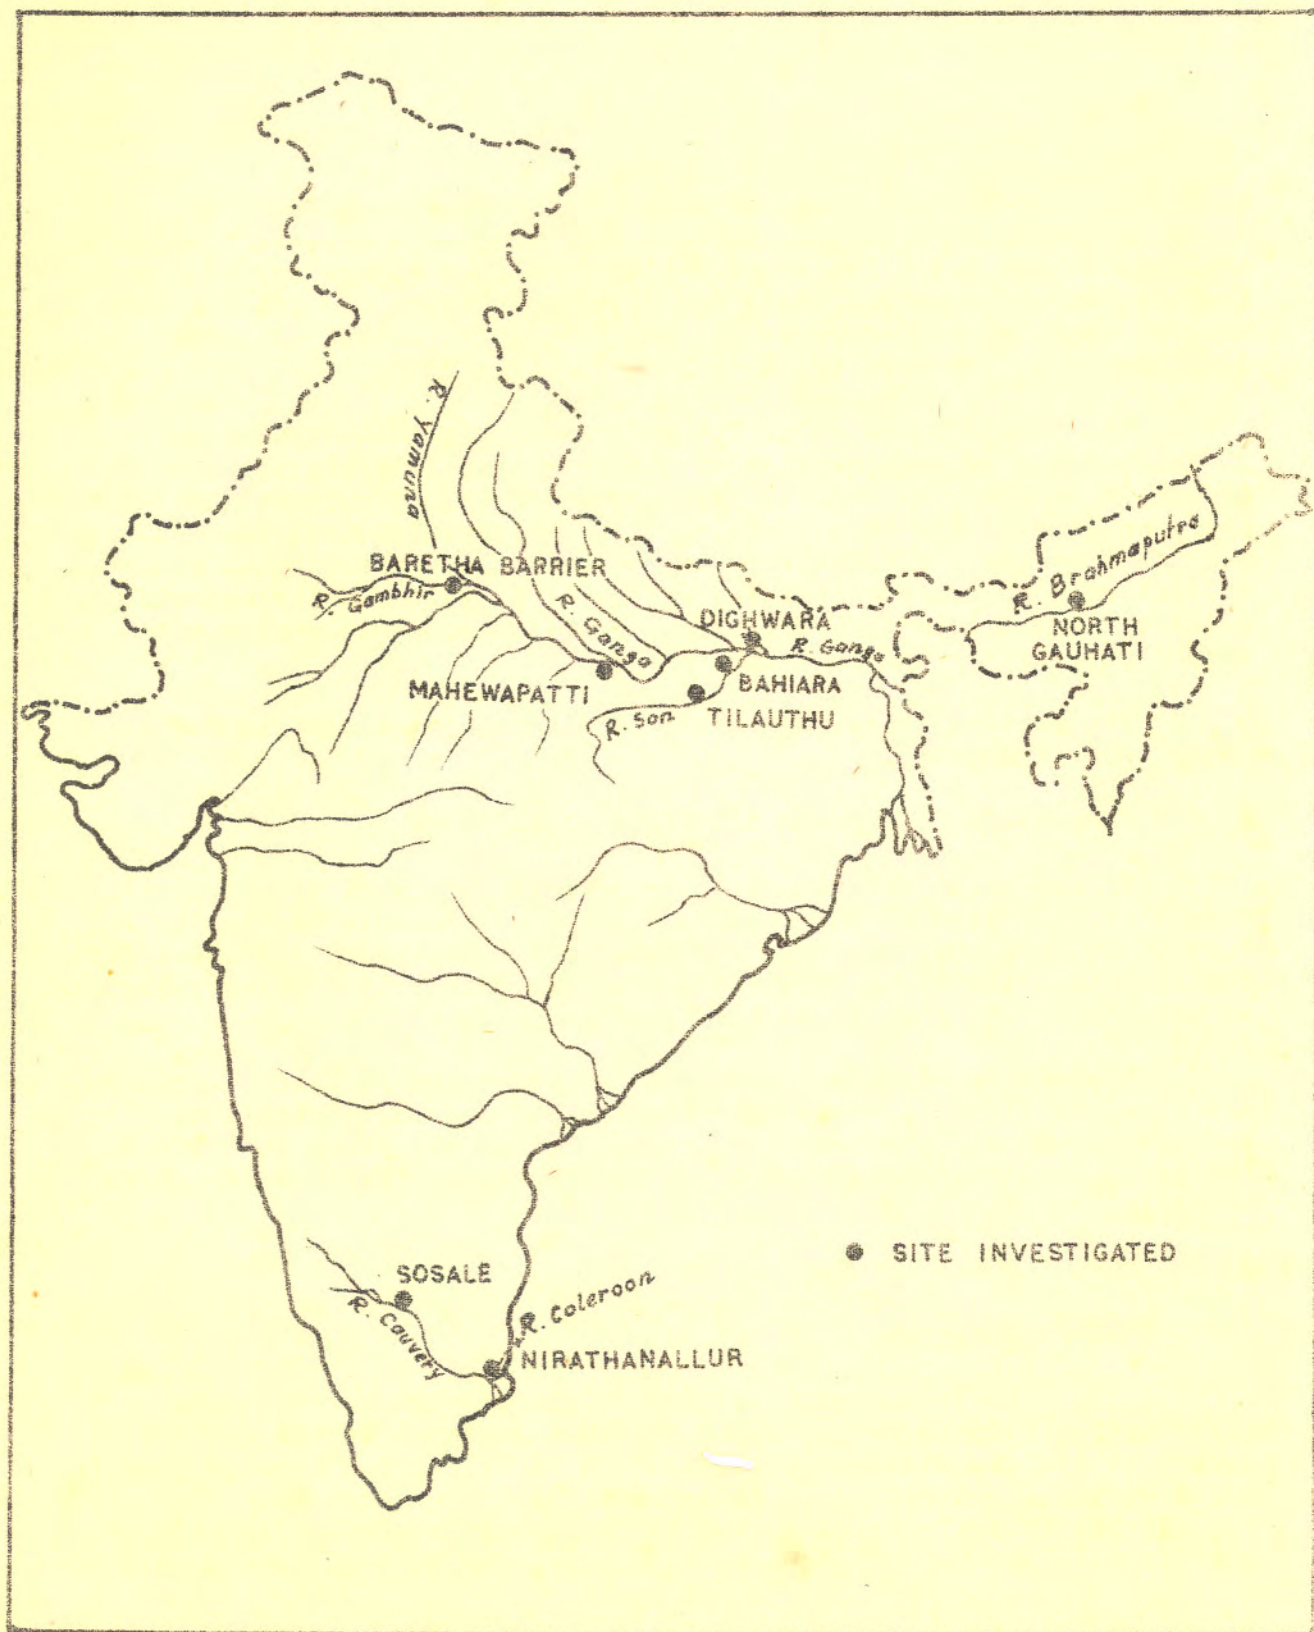 R. Yamuna
BARETHA BARRIER
R. Gambhir
R. Ganga
DIGHWARA
R. Ganga
R. Brahmaputra
NORTH
GAUHATI
MAHEWAPATTI
BAHIARA
R. Son
TILAUTHU
SITE INVESTIGATED
SOSALE
R. Cauvery
R. Coleroon
NIRATHANALLUR